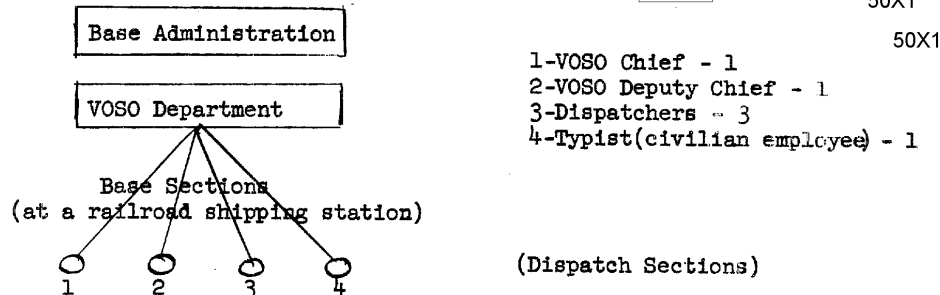 50X1
50X1
Base Administration
VOSO Department
1-VOSO Chief - 1
2-VOSO Deputy Chief - 1
3-Dispatchers - 3
4-Typist(civilian employee) - 1
Base Sections
(at a railroad shipping station)
(Dispatch Sections)
1 2 3 4